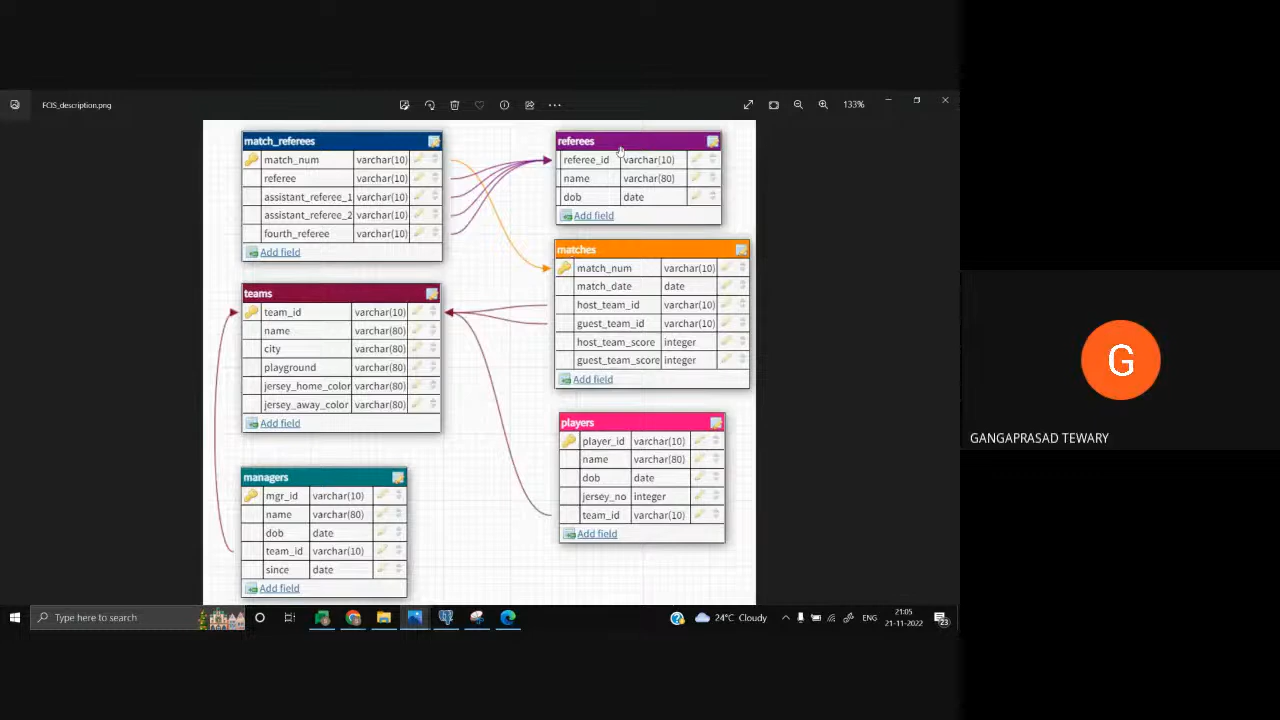 FOIS_description.png
133%
match_referees
match_num varchar(10)
referee varchar(10)
assistant_referee_1 varchar(10)
assistant_referee_2 varchar(10)
fourth_referee varchar(10)
Add field
referees
referee_id varchar(10)
name varchar(80)
dob date
Add field
matches
match_num varchar(10)
match_date date
host_team_id varchar(10)
guest_team_id varchar(10)
host_team_score integer
guest_team_score integer
Add field
teams
team_id varchar(10)
name varchar(80)
city varchar(80)
playground varchar(80)
jersey_home_color varchar(80)
jersey_away_color varchar(80)
Add field
players
player_id varchar(10)
name varchar(80)
dob date
jersey_no integer
team_id varchar(10)
Add field
managers
mgr_id varchar(10)
name varchar(80)
dob date
team_id varchar(10)
since date
Add field
G
GANGAPRASAD TEWARY
Type here to search
24°C Cloudy
ENG
21:05
21-11-2022
23